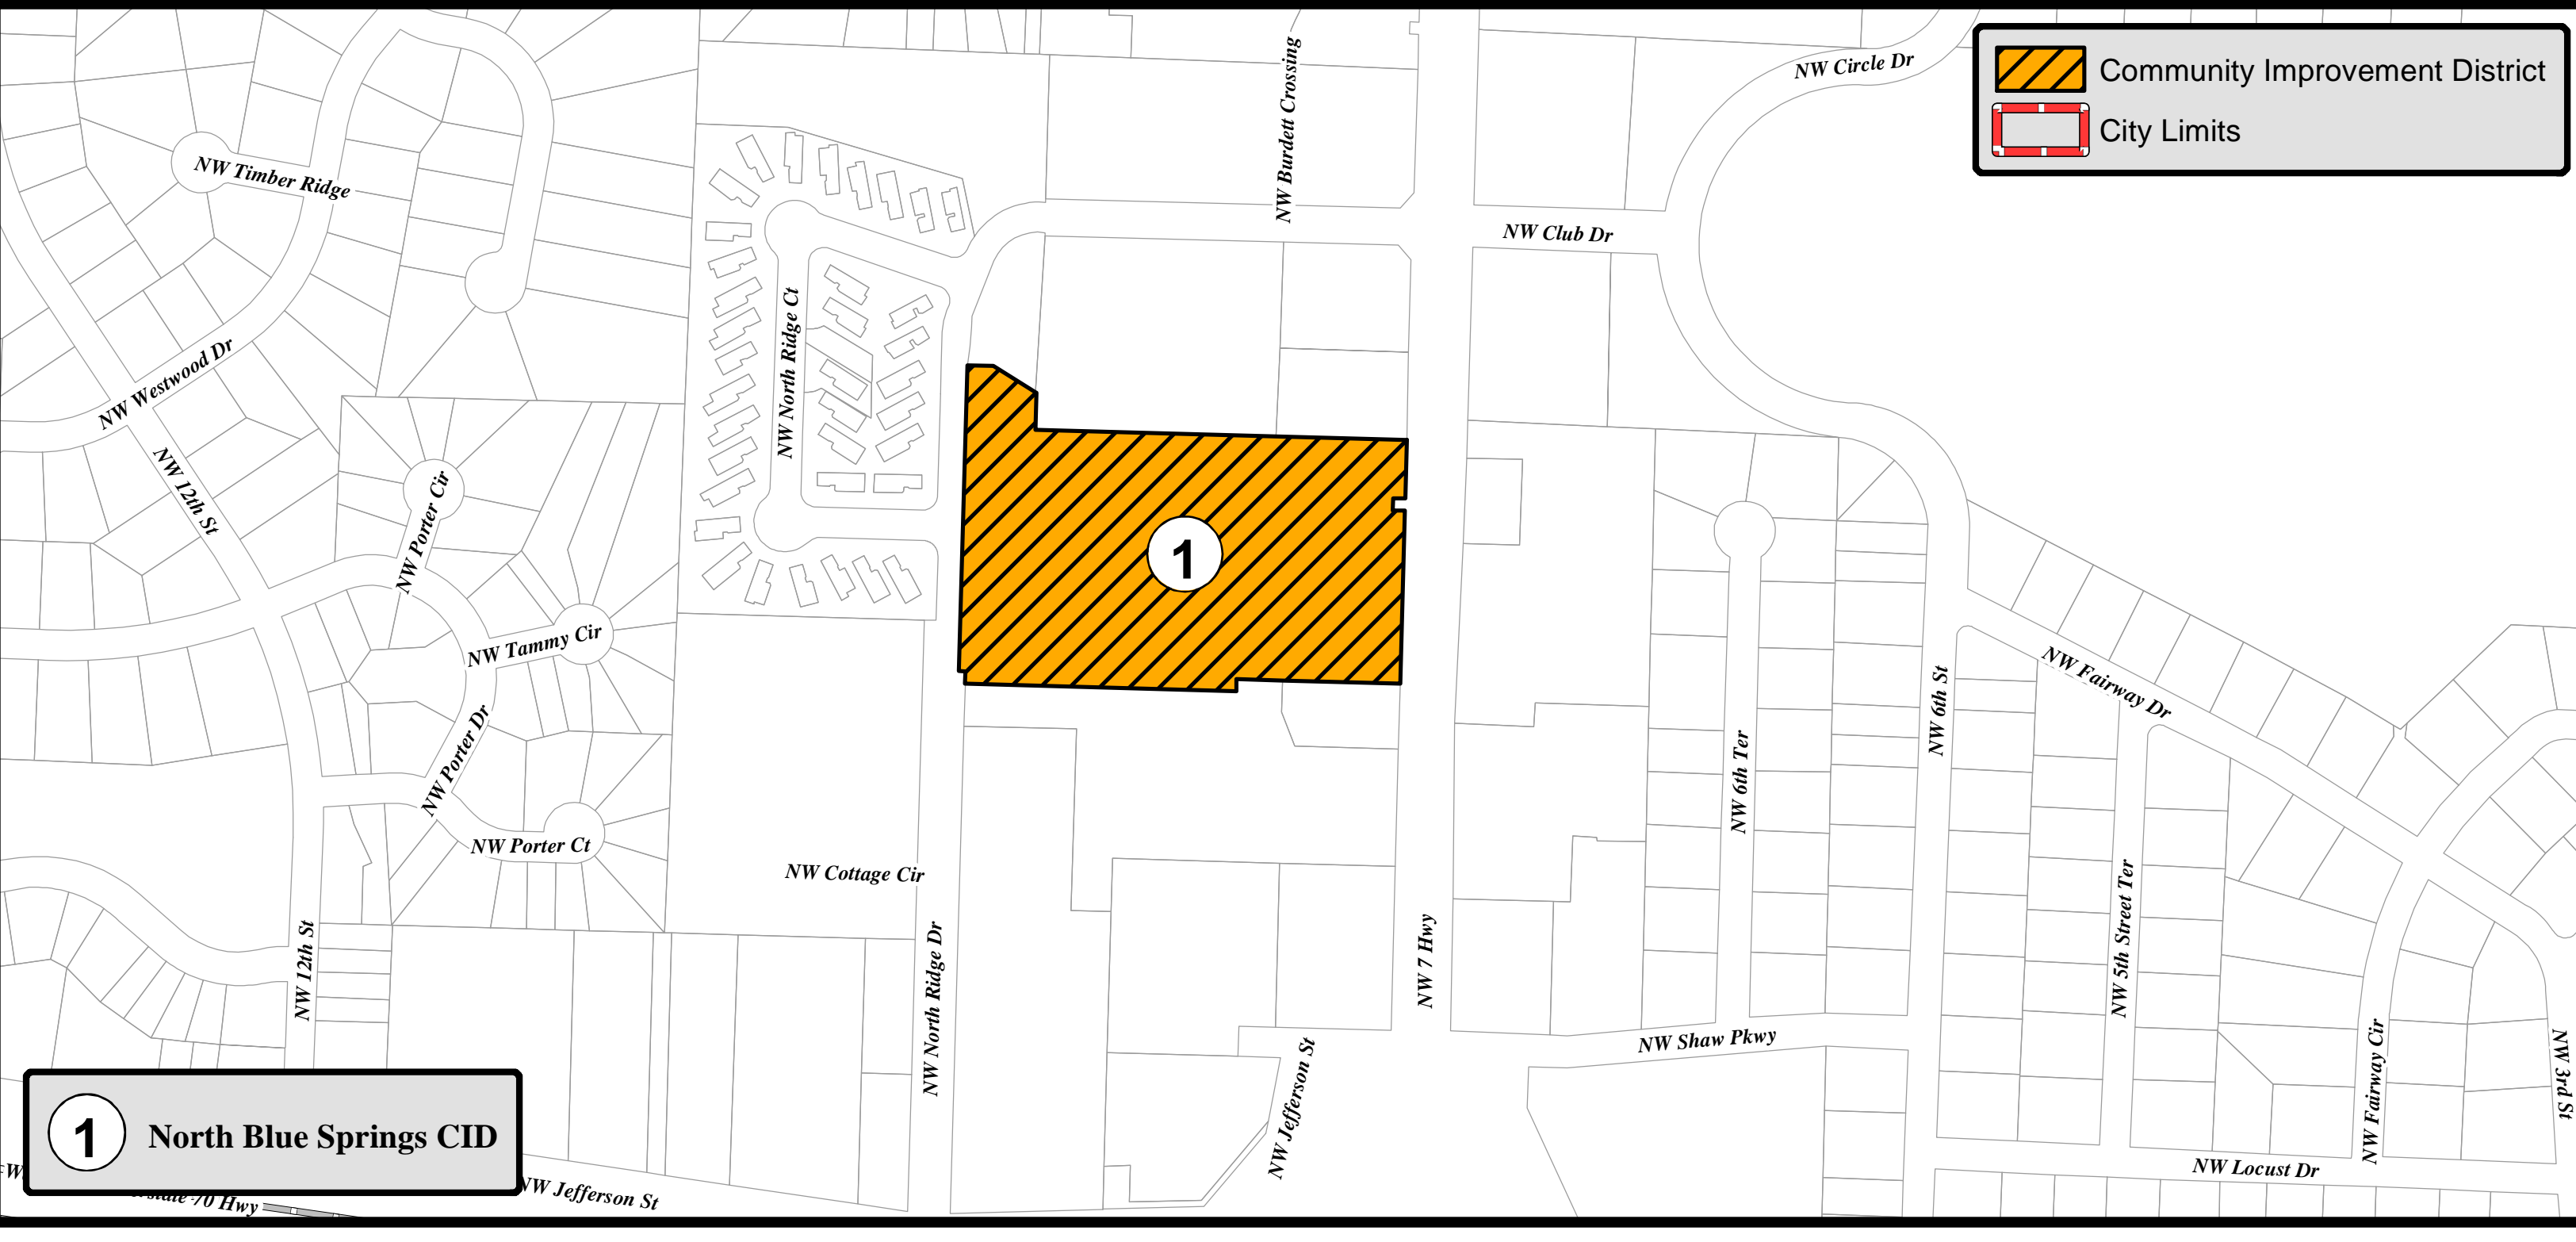 NW Circle Dr
Community Improvement District
City Limits
NW Burdett Crossing
NW Timber Ridge
NW Club Dr
NW North Ridge Ct
NW Westwood Dr
NW 12th St
NW Porter Cir
1
NW Tammy Cir
NW Fairway Dr
NW 6th St
NW Porter Dr
NW 6th Ter
NW Porter Ct
NW Cottage Cir
NW 5th Street Ter
NW 12th St
NW North Ridge Dr
NW 7 Hwy
NW Shaw Pkwy
NW Jefferson St
NW Fairway Cir
NW 3rd St
1 North Blue Springs CID
NW Locust Dr
NW Jefferson St
70 Hwy